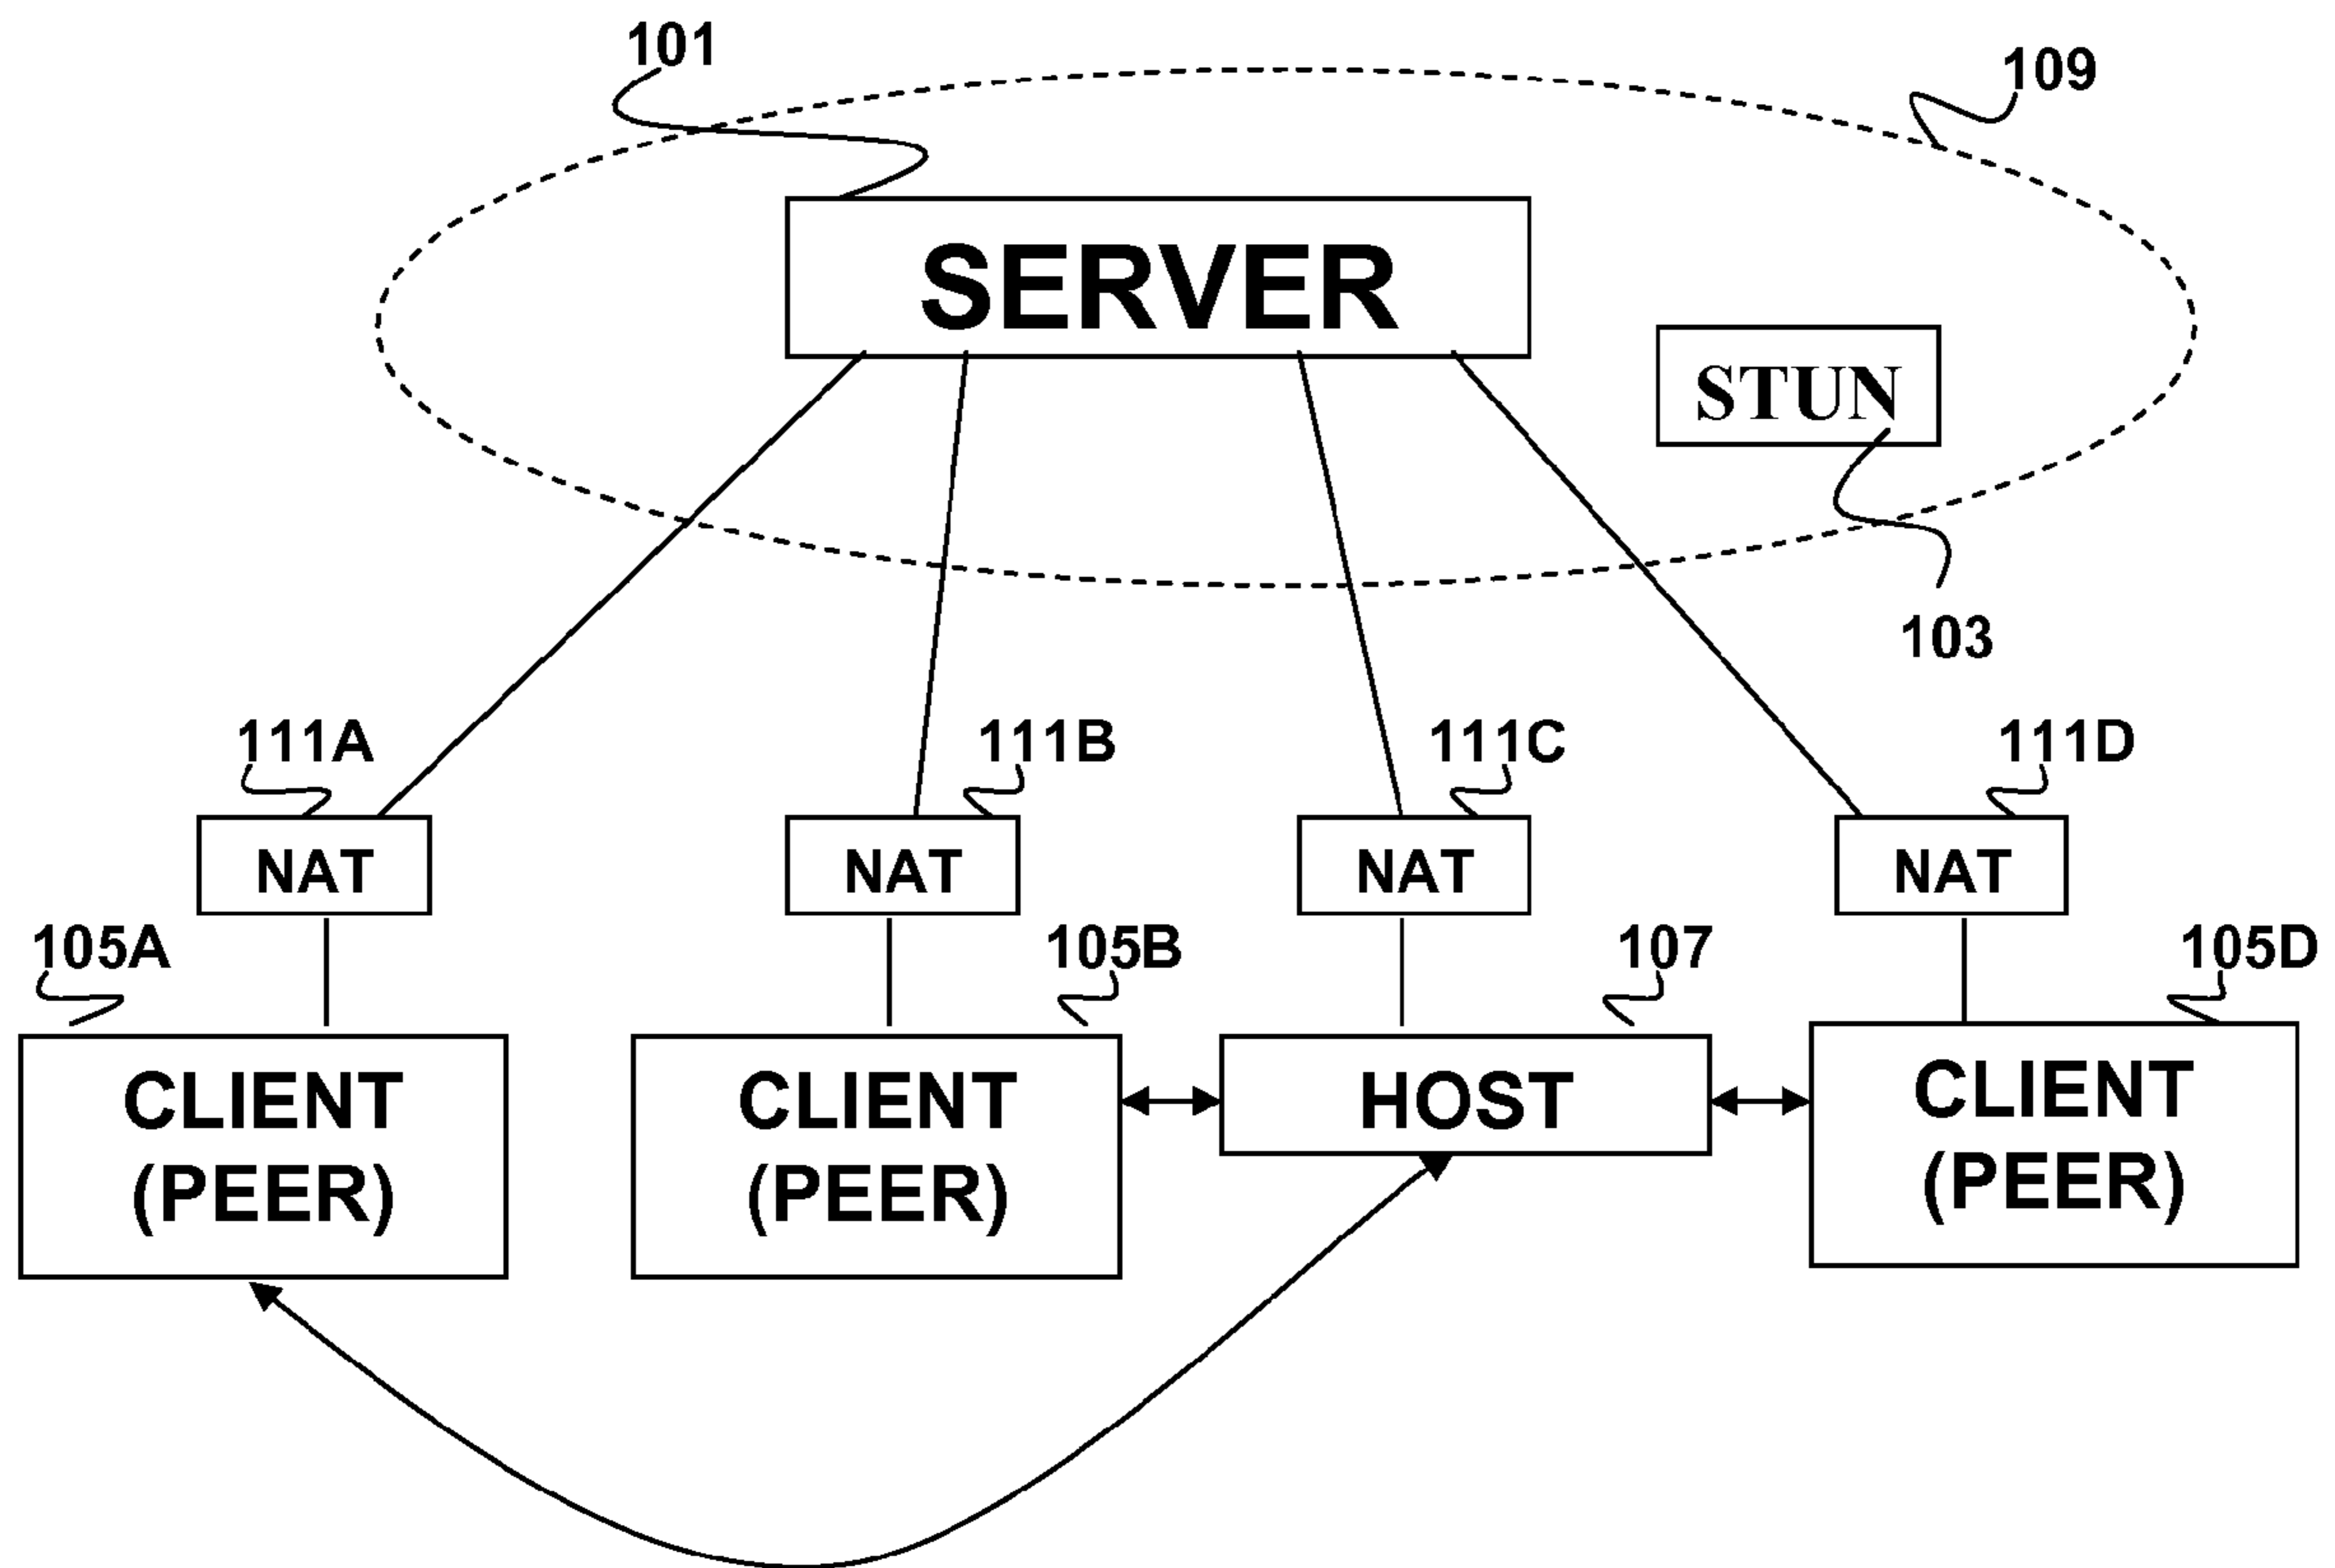 101
109
SERVER
STUN
103
111A
111B
111C
111D
NAT
NAT
NAT
NAT
105A
105B
107
105D
CLIENT
(PEER)
CLIENT
(PEER)
HOST
CLIENT
(PEER)